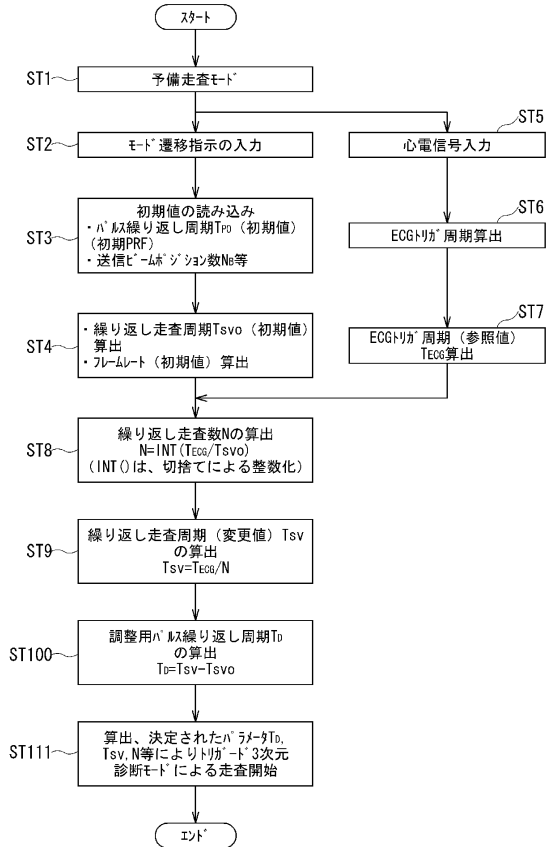 スタート
ST1
予備走査モード
ST2
モード遷移指示の入力
ST5
心電信号入力
ST3
初期値の読み込み
・パルス繰り返し周期TPD（初期値）
(初期PRF)
・送信ビームポジション数NB等
ST6
ECGトリガ周期算出
ST4
・繰り返し走査周期Tsvo（初期値）
算出
・フレームレート（初期値）算出
ST7
ECGトリガ周期（参照値）
TECG算出
ST8
繰り返し走査数Nの算出
N=INT(TECG/Tsvo)
(INT()は、切捨てによる整数化)
ST9
繰り返し走査周期（変更値）Tsv
の算出
Tsv=TECG/N
ST100
調整用パルス繰り返し周期TD
の算出
TD=Tsv-Tsvo
ST111
算出、決定されたパラメータTD,
Tsv,N等によりトリガード3次元
診断モードによる走査開始
エンド